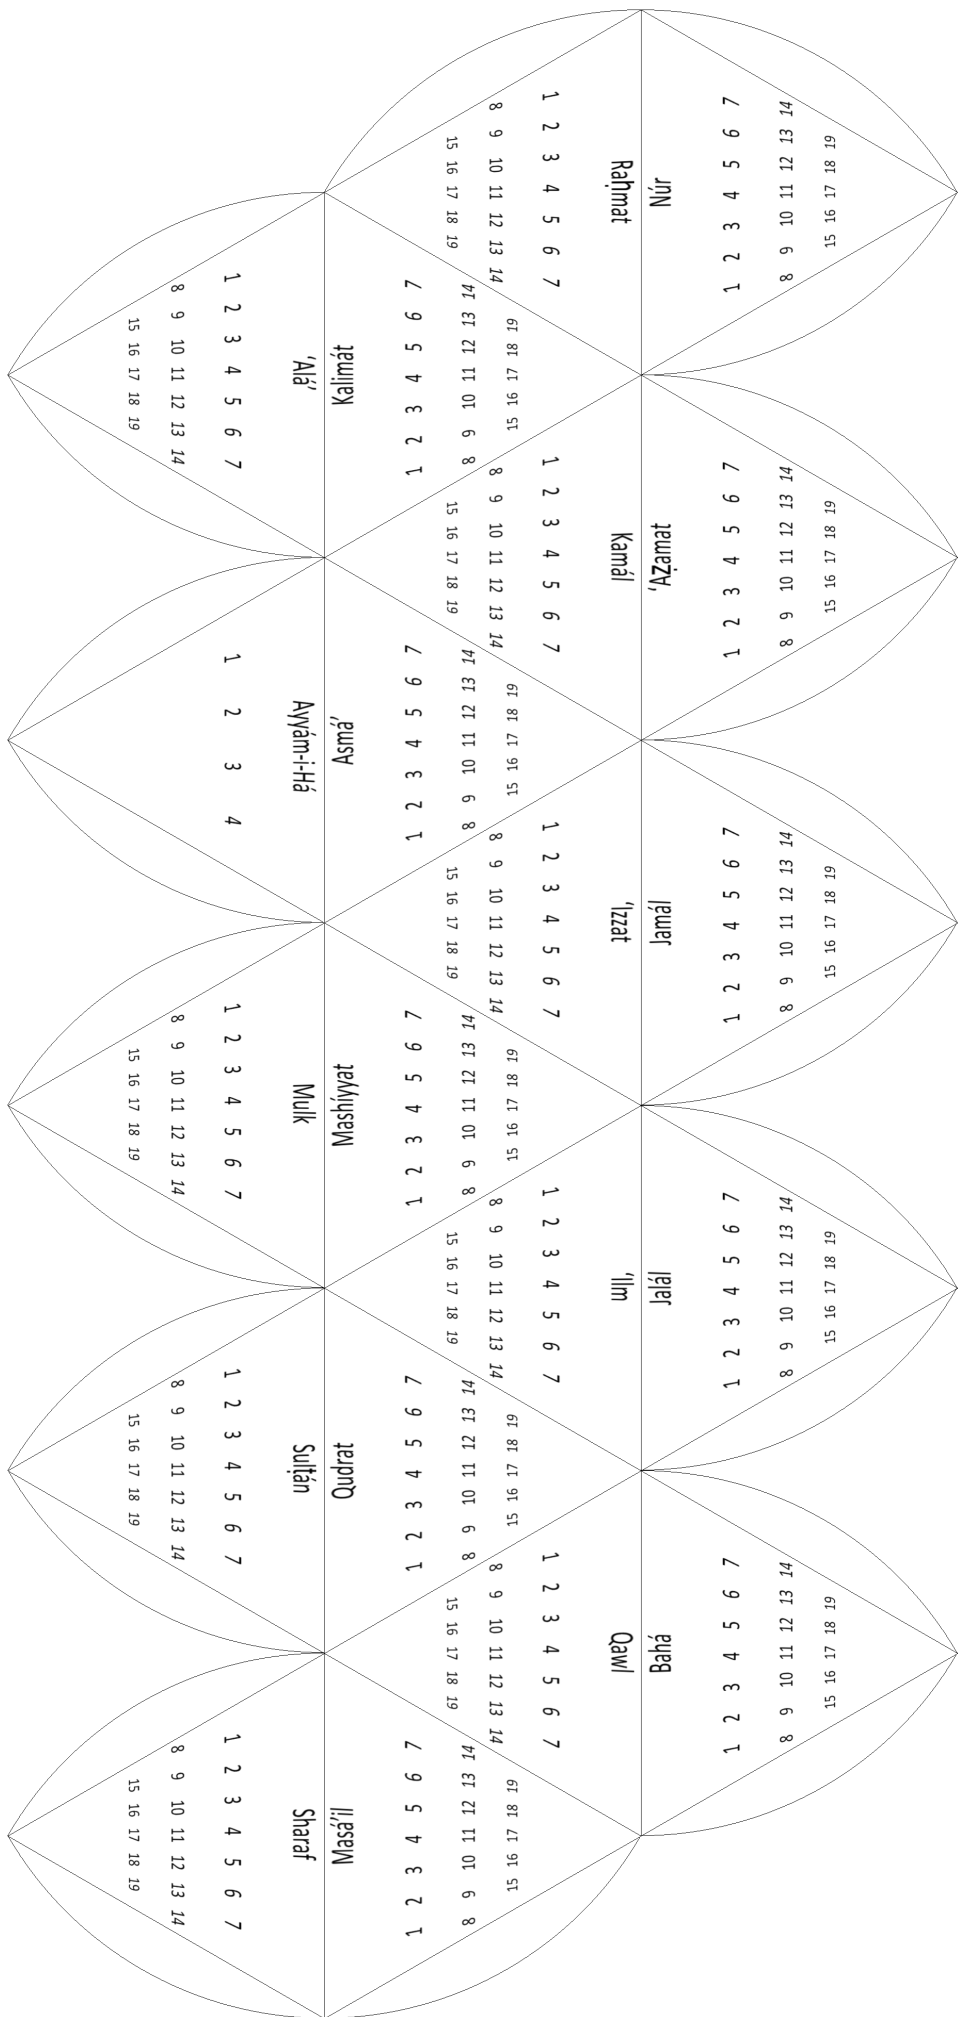 Núr
1 2 3 4 5 6 7
8 9 10 11 12 13 14
15 16 17 18 19
‘Aẓamat
1 2 3 4 5 6 7
8 9 10 11 12 13 14
15 16 17 18 19
Jamál
1 2 3 4 5 6 7
8 9 10 11 12 13 14
15 16 17 18 19
Jalál
1 2 3 4 5 6 7
8 9 10 11 12 13 14
15 16 17 18 19
Bahá
1 2 3 4 5 6 7
8 9 10 11 12 13 14
15 16 17 18 19
Raḥmat
1 2 3 4 5 6 7
8 9 10 11 12 13 14
15 16 17 18 19
Kamál
1 2 3 4 5 6 7
8 9 10 11 12 13 14
15 16 17 18 19
‘Izzat
1 2 3 4 5 6 7
8 9 10 11 12 13 14
15 16 17 18 19
‘Ilm
1 2 3 4 5 6 7
8 9 10 11 12 13 14
15 16 17 18 19
Qawl
1 2 3 4 5 6 7
8 9 10 11 12 13 14
15 16 17 18 19
Kalimát
1 2 3 4 5 6 7
8 9 10 11 12 13 14
15 16 17 18 19
Asmá’
1 2 3 4 5 6 7
8 9 10 11 12 13 14
15 16 17 18 19
Mashíyyat
1 2 3 4 5 6 7
8 9 10 11 12 13 14
15 16 17 18 19
Qudrat
1 2 3 4 5 6 7
8 9 10 11 12 13 14
15 16 17 18 19
Masá’il
1 2 3 4 5 6 7
8 9 10 11 12 13 14
15 16 17 18 19
‘Alá’
1 2 3 4 5 6 7
8 9 10 11 12 13 14
15 16 17 18 19
Ayyám-i-Há
1 2 3 4
Mulk
1 2 3 4 5 6 7
8 9 10 11 12 13 14
15 16 17 18 19
Sulṭán
1 2 3 4 5 6 7
8 9 10 11 12 13 14
15 16 17 18 19
Sharaf
1 2 3 4 5 6 7
8 9 10 11 12 13 14
15 16 17 18 19